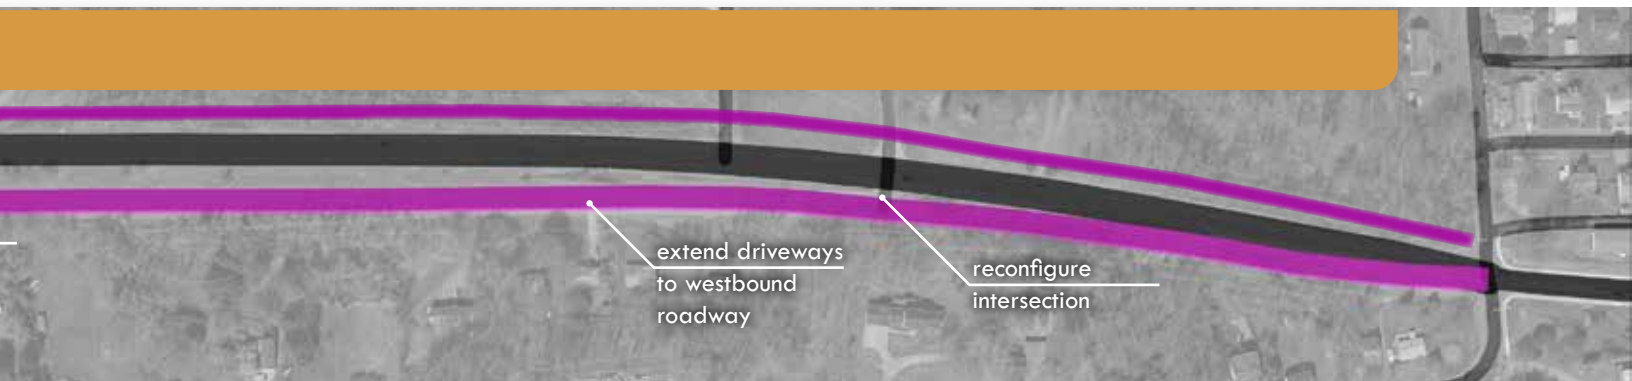 extend driveways
to westbound
roadway
reconfigure
intersection